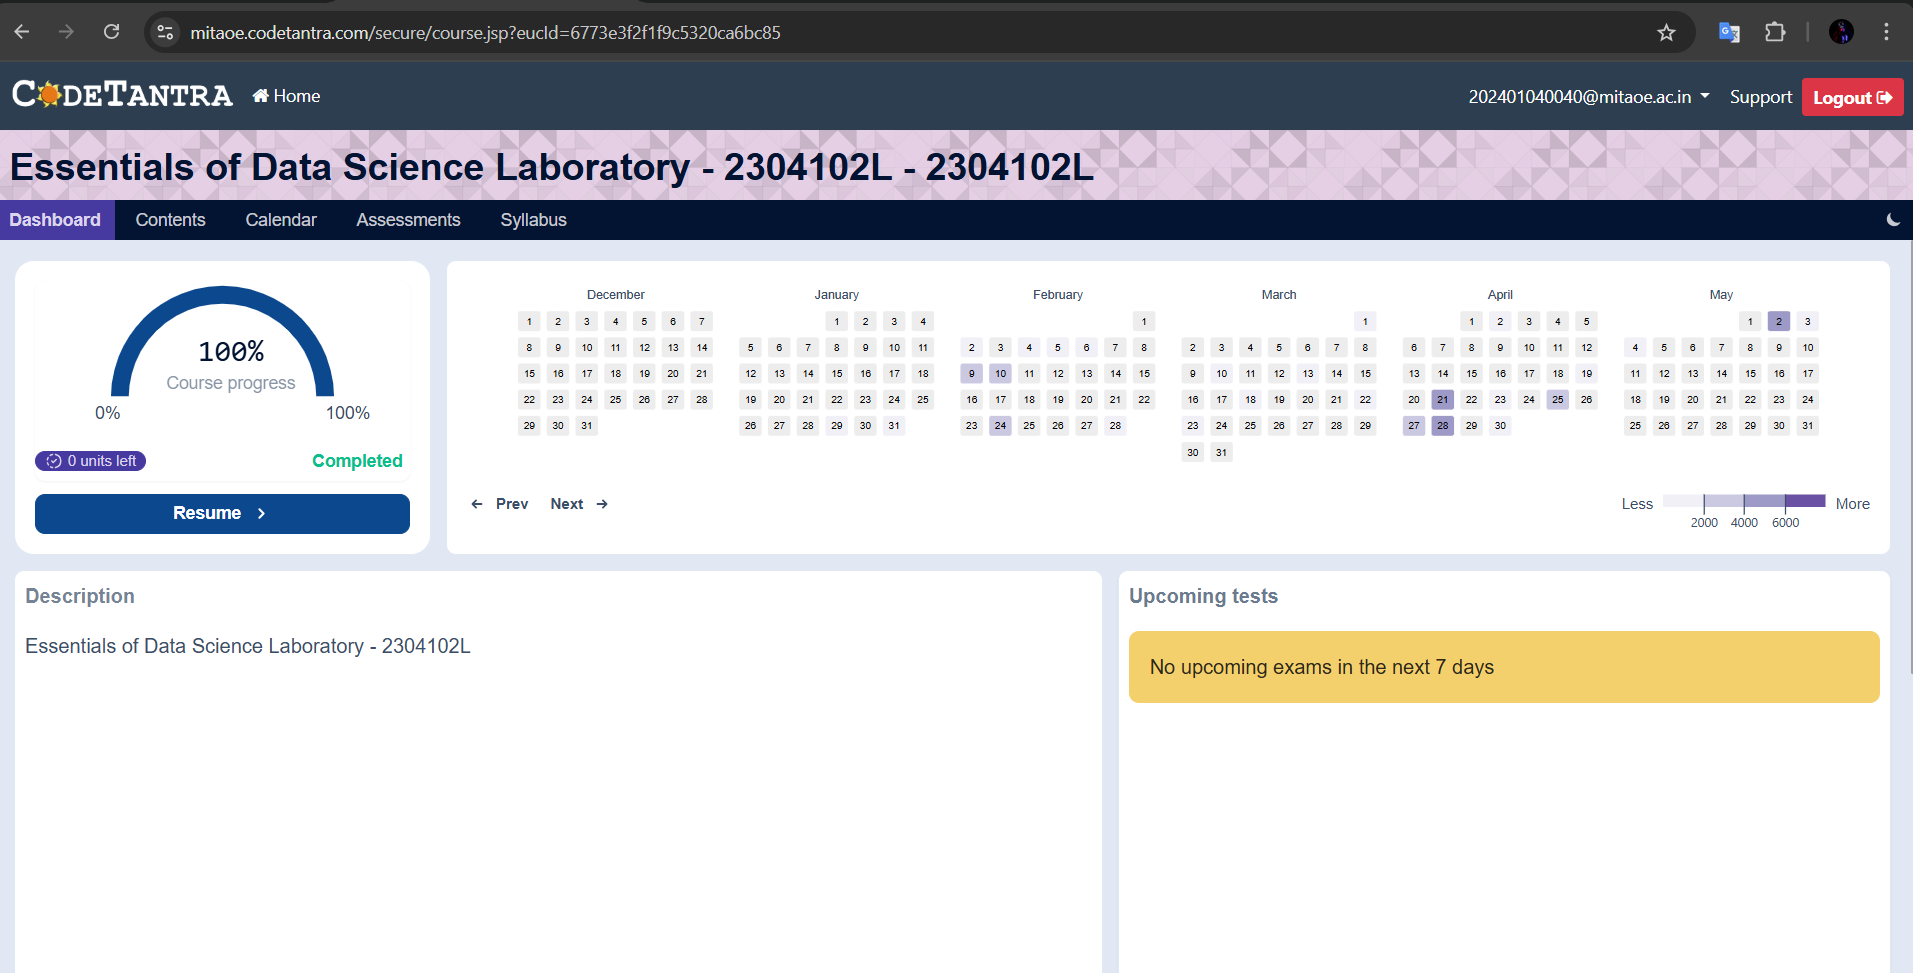 mitaoe.codetantra.com/secure/course.jsp?eucId=6773e3f2f1f9c5320ca6bc85
CODETANTRA
Home
202401040040@mitaoe.ac.in
Support
Logout
Essentials of Data Science Laboratory - 2304102L - 2304102L
Dashboard
Contents
Calendar
Assessments
Syllabus
100%
Course progress
0%
100%
0 units left
Completed
Resume
December
1 2 3 4 5 6 7
8 9 10 11 12 13 14
15 16 17 18 19 20 21
22 23 24 25 26 27 28
29 30 31
January
1 2 3 4
5 6 7 8 9 10 11
12 13 14 15 16 17 18
19 20 21 22 23 24 25
26 27 28 29 30 31
February
1
2 3 4 5 6 7 8
9 10 11 12 13 14 15
16 17 18 19 20 21 22
23 24 25 26 27 28
March
1
2 3 4 5 6 7 8
9 10 11 12 13 14 15
16 17 18 19 20 21 22
23 24 25 26 27 28 29
30 31
April
1 2 3 4 5
6 7 8 9 10 11 12
13 14 15 16 17 18 19
20 21 22 23 24 25 26
27 28 29 30
May
1 2 3
4 5 6 7 8 9 10
11 12 13 14 15 16 17
18 19 20 21 22 23 24
25 26 27 28 29 30 31
Prev
Next
Less
2000 4000 6000
More
Description
Essentials of Data Science Laboratory - 2304102L
Upcoming tests
No upcoming exams in the next 7 days